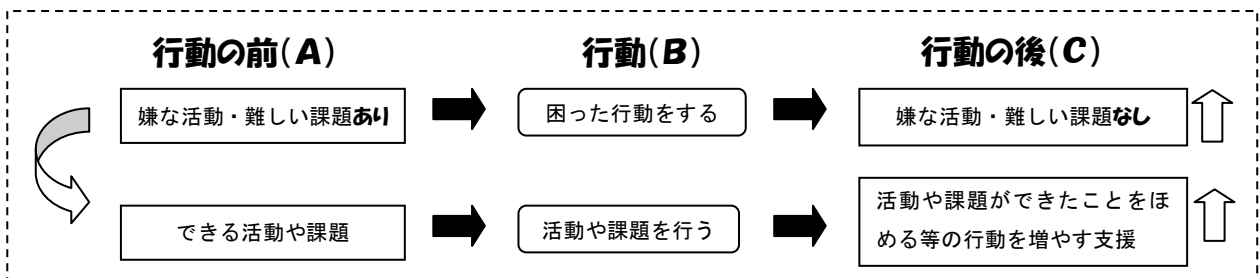 行動の前(A)
行動(B)
行動の後(C)
嫌な活動・難しい課題あり
困った行動をする
嫌な活動・難しい課題なし
できる活動や課題
活動や課題を行う
活動や課題ができたことをほ
める等の行動を増やす支援